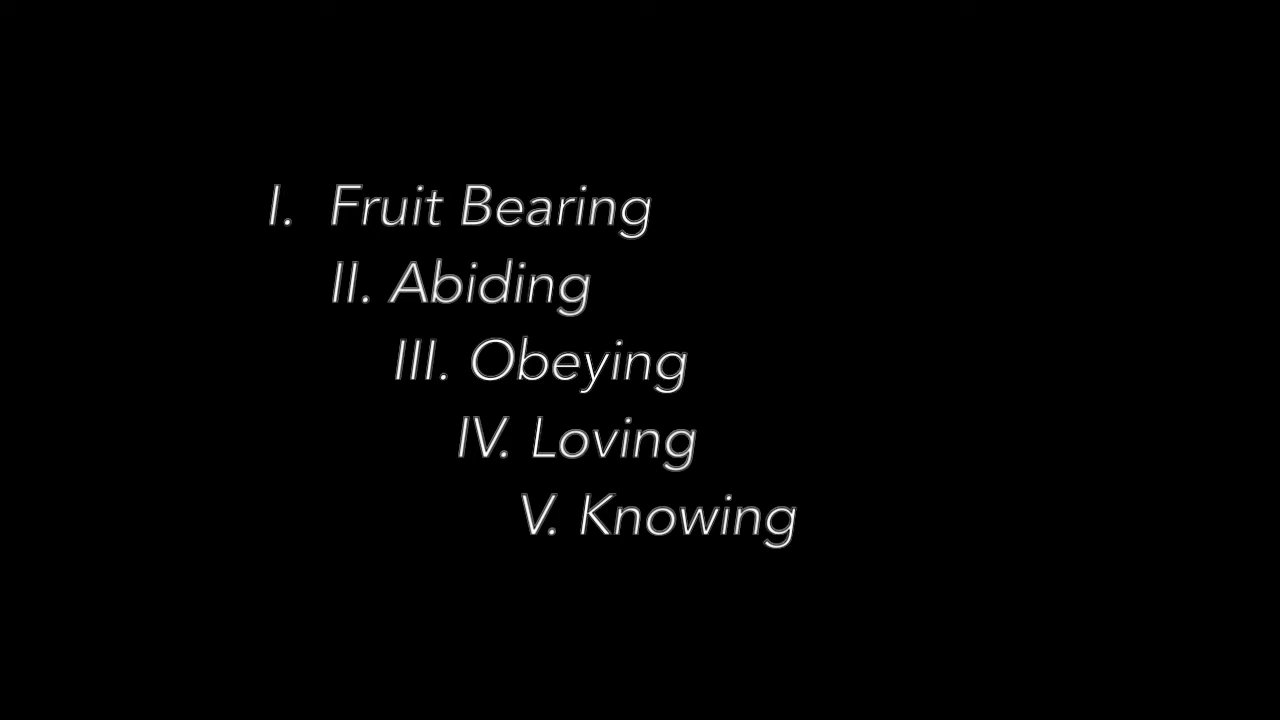 I. Fruit Bearing
II. Abiding
III. Obeying
IV. Loving
V. Knowing